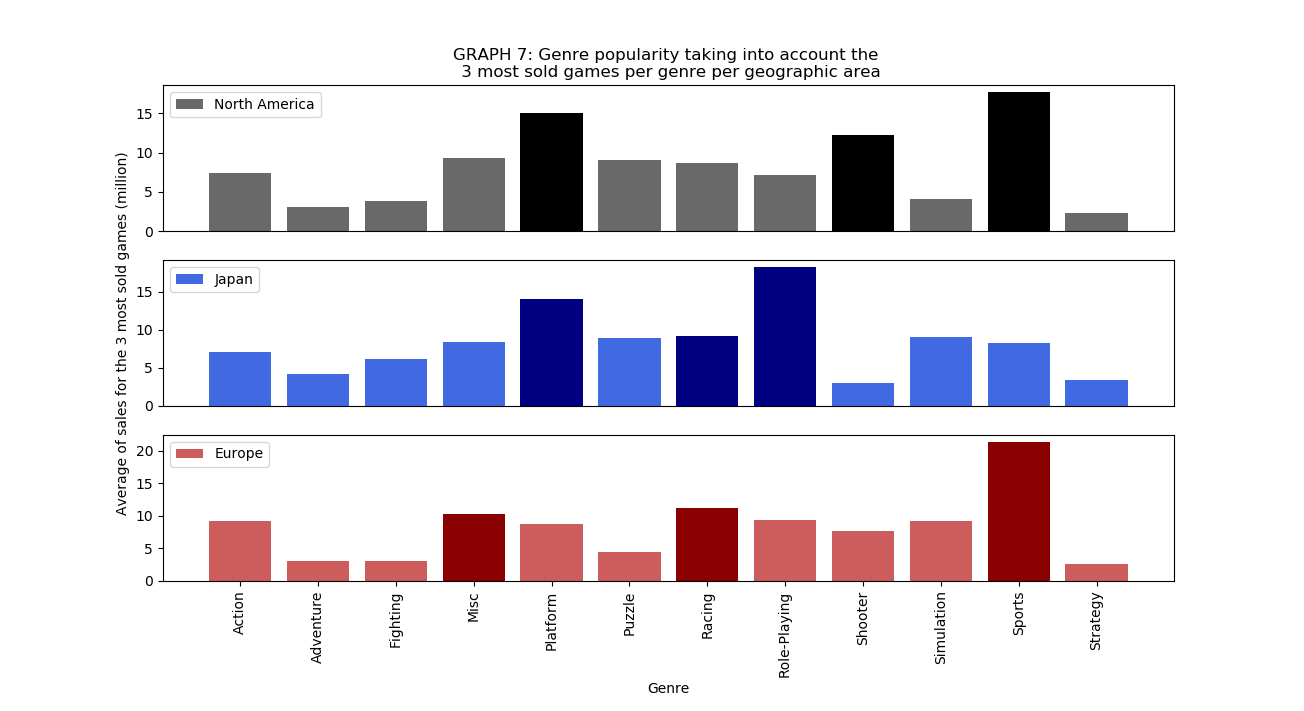 GRAPH 7: Genre popularity taking into account the
3 most sold games per genre per geographic area
North America
15
10
5
0
Japan
15
10
5
0
Average of sales for the 3 most sold games (million)
Europe
20
15
10
5
0
Action
Adventure
Fighting
Misc
Platform
Puzzle
Racing
Role-Playing
Shooter
Simulation
Sports
Strategy
Genre